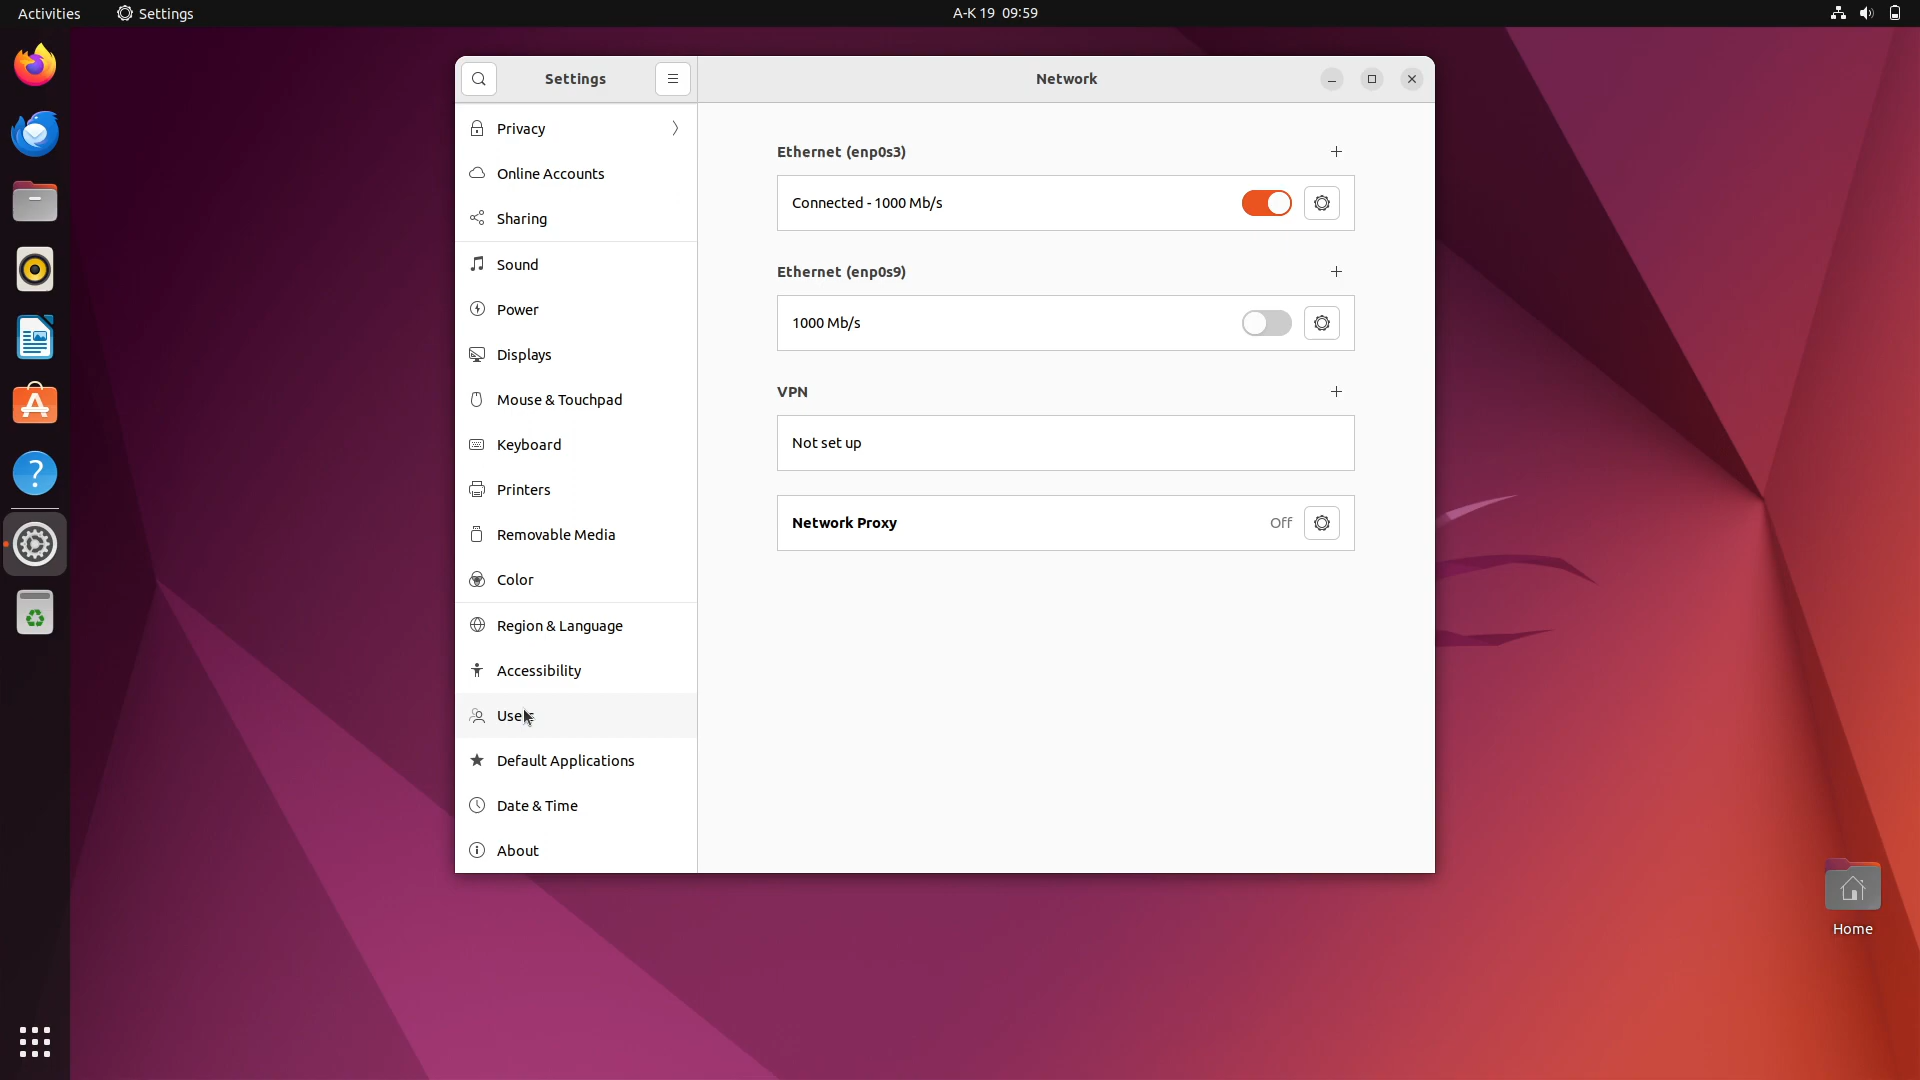 Activities
Settings
A-K 19 09:59
Settings
Network
Privacy
Online Accounts
Sharing
Sound
Power
Displays
Mouse & Touchpad
Keyboard
Printers
Removable Media
Color
Region & Language
Accessibility
Users
Default Applications
Date & Time
About
Ethernet (enp0s3)
Connected - 1000 Mb/s
Ethernet (enp0s9)
1000 Mb/s
VPN
Not set up
Network Proxy
Off
Home